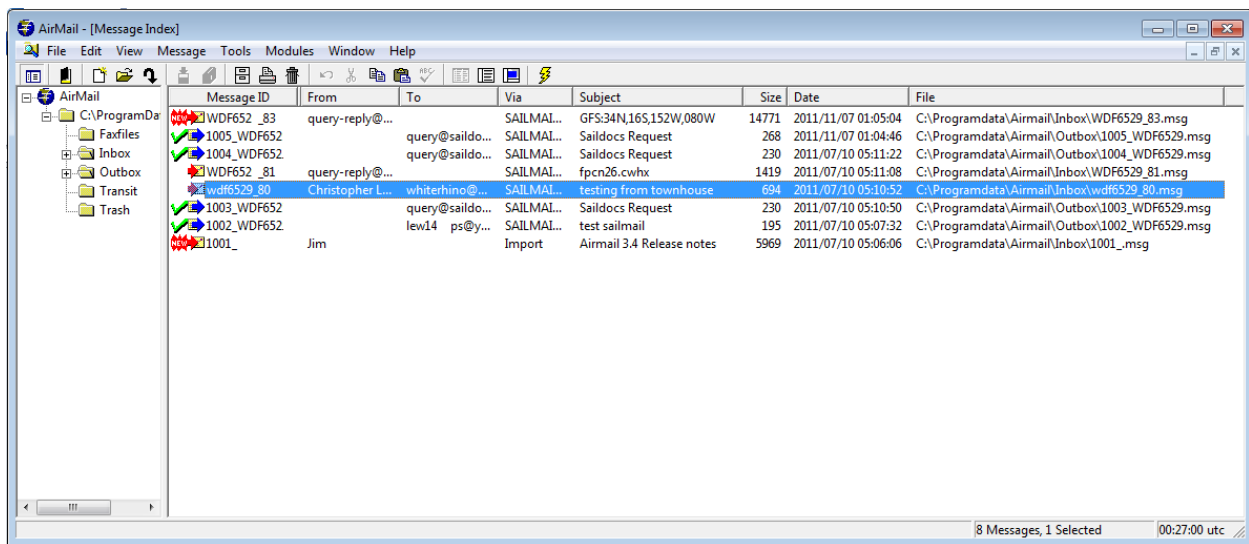 AirMail - [Message Index]
File Edit View Message Tools Modules Window Help
AirMail
C:\ProgramDa
Faxfiles
Inbox
Outbox
Transit
Trash
Message ID From To Via Subject Size Date File
NEW WDF652 _83 query-reply@... SAILMAI... GFS:34N,16S,152W,080W 14771 2011/11/07 01:05:04 C:\Programdata\Airmail\Inbox\WDF6529_83.msg
1005_WDF652 query@saildo... SAILMAI... Saildocs Request 268 2011/11/07 01:04:46 C:\Programdata\Airmail\Outbox\1005_WDF6529.msg
1004_WDF652. query@saildo... SAILMAI... Saildocs Request 230 2011/07/10 05:11:22 C:\Programdata\Airmail\Outbox\1004_WDF6529.msg
WDF652 _81 query-reply@... SAILMAI... fpcn26.cwhx 1419 2011/07/10 05:11:08 C:\Programdata\Airmail\Inbox\WDF6529_81.msg
wdf6529_80 Christopher L... whiterhino@... SAILMAI... testing from townhouse 694 2011/07/10 05:10:52 C:\Programdata\Airmail\Inbox\wdf6529_80.msg
1003_WDF652 query@saildo... SAILMAI... Saildocs Request 230 2011/07/10 05:10:50 C:\Programdata\Airmail\Outbox\1003_WDF6529.msg
1002_WDF652. lew14 ps@y... SAILMAI... test sailmail 195 2011/07/10 05:07:32 C:\Programdata\Airmail\Outbox\1002_WDF6529.msg
NEW 1001_ Jim Import Airmail 3.4 Release notes 5969 2011/07/10 05:06:06 C:\Programdata\Airmail\Inbox\1001_.msg
8 Messages, 1 Selected 00:27:00 utc